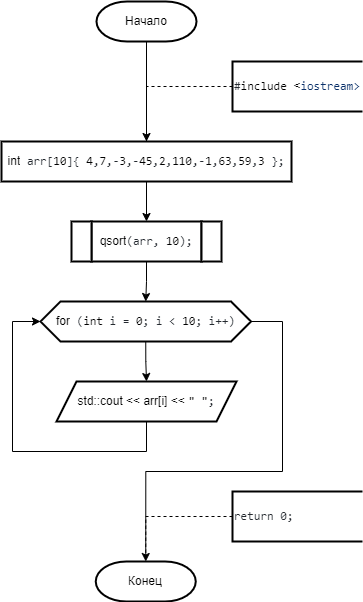 Начало
#include <iostream>
int arr[10]{ 4,7,-3,-45,2,110,-1,63,59,3 };
qsort(arr, 10);
for (int i = 0; i < 10; i++)
std::cout << arr[i] << " ";
return 0;
Конец